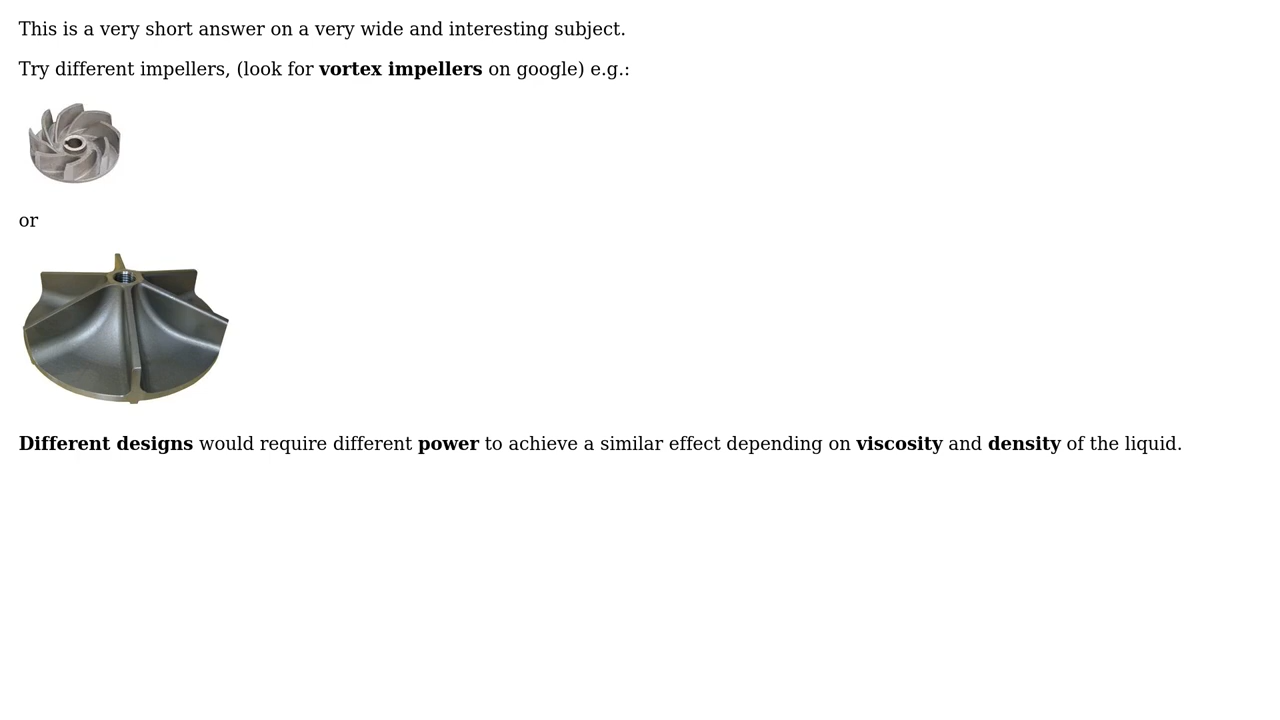 This is a very short answer on a very wide and interesting subject.
Try different impellers, (look for vortex impellers on google) e.g.:
or
Different designs would require different power to achieve a similar effect depending on viscosity and density of the liquid.